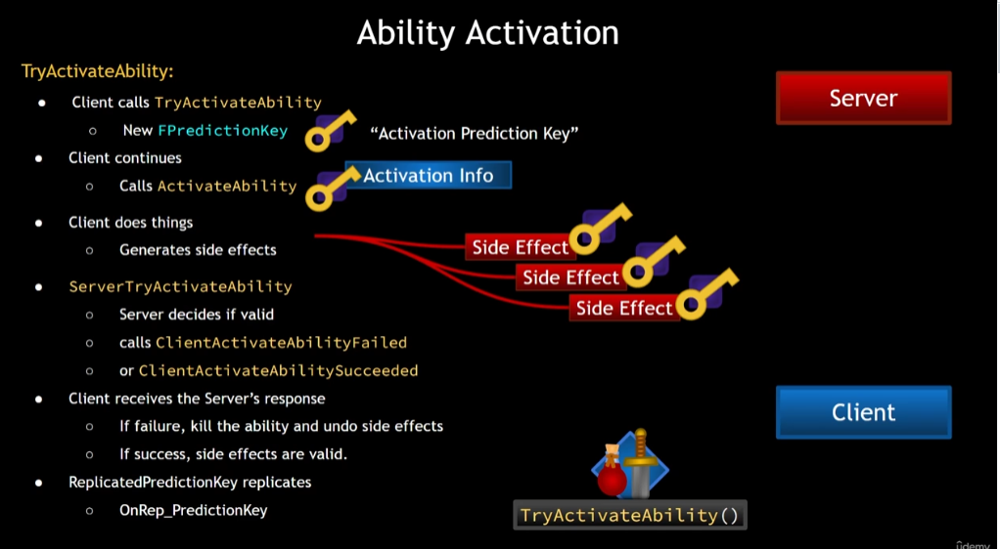 Ability Activation
TryActivateAbility:
● Client calls TryActivateAbility
○ New FPredictionKey
"Activation Prediction Key"
● Client continues
○ Calls ActivateAbility
Activation Info
● Client does things
○ Generates side effects
Side Effect
Side Effect
Side Effect
● ServerTryActivateAbility
○ Server decides if valid
○ calls ClientActivateAbilityFailed
○ or ClientActivateAbilitySucceeded
● Client receives the Server's response
○ If failure, kill the ability and undo side effects
○ If success, side effects are valid.
● ReplicatedPredictionKey replicates
○ OnRep_PredictionKey
Server
Client
TryActivateAbility()
ûdemy